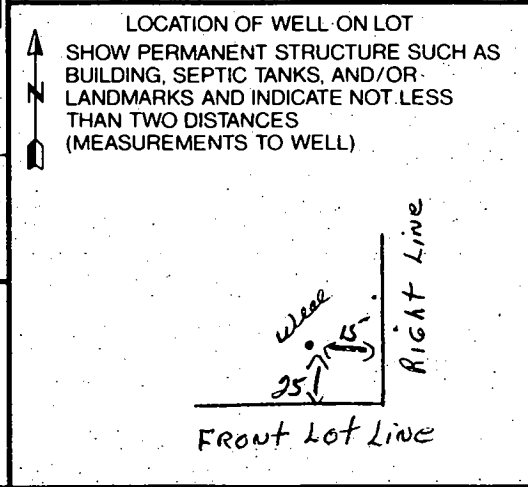 LOCATION OF WELL ON LOT
SHOW PERMANENT STRUCTURE SUCH AS
BUILDING, SEPTIC TANKS, AND/OR
LANDMARKS AND INDICATE NOT LESS
THAN TWO DISTANCES
(MEASUREMENTS TO WELL)
N
Well
15'
25
Right Line
FRONT Lot Line